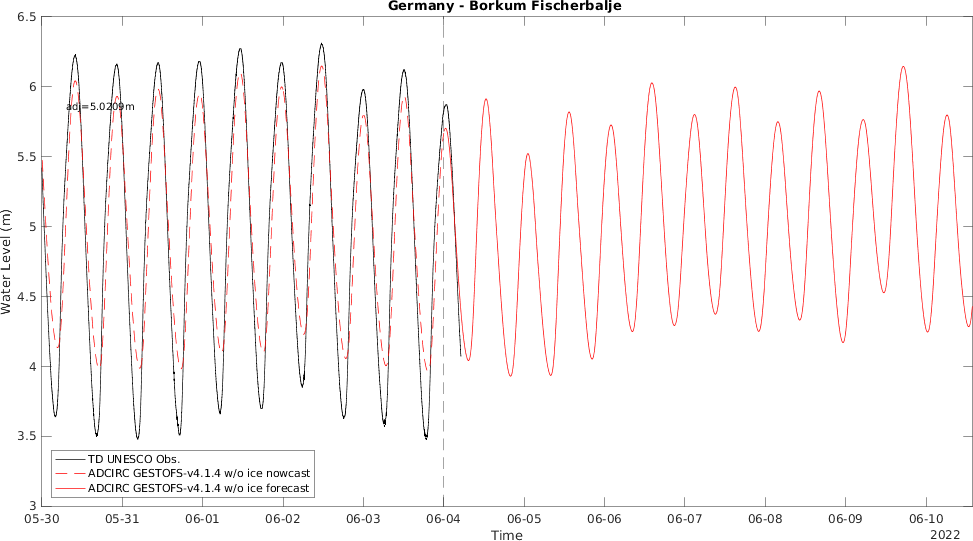 Germany - Borkum Fischerbalje
6.5
6
5.5
5
4.5
4
3.5
3
Water Level (m)
adj=5.0209m
TD UNESCO Obs.
ADCIRC GESTOFS-v4.1.4 w/o ice nowcast
ADCIRC GESTOFS-v4.1.4 w/o ice forecast
05-30 05-31 06-01 06-02 06-03 06-04 06-05 06-06 06-07 06-08 06-09 06-10
Time
2022